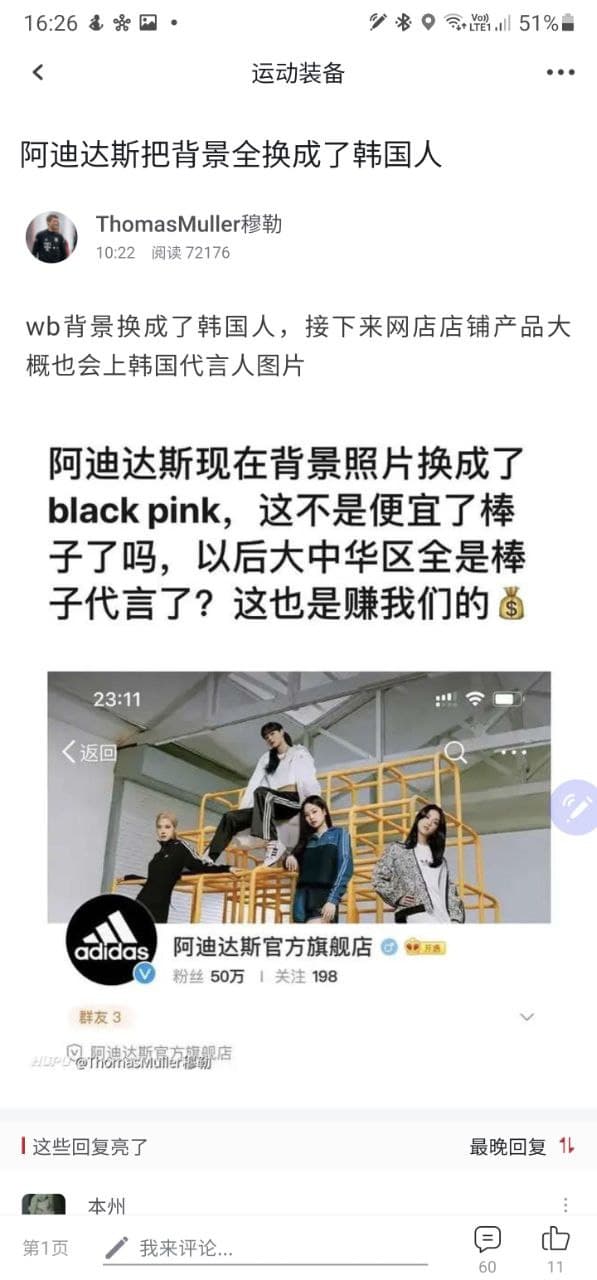 16:26
Vo))
LTE1
51%
运动装备
阿迪达斯把背景全换成了韩国人
ThomasMuller穆勒
10:22 阅读 72176
wb背景换成了韩国人，接下来网店店铺产品大
概也会上韩国代言人图片
阿迪达斯现在背景照片换成了
black pink，这不是便宜了棒
子了吗，以后大中华区全是棒
子代言了？这也是赚我们的💰
23:11
返回
adidas
阿迪达斯官方旗舰店
粉丝 50万 | 关注 198
群友 3
阿迪达斯官方旗舰店
HUPU @ThomasMuller穆勒
这些回复亮了
最晚回复
本州
第1页
我来评论...
60
11